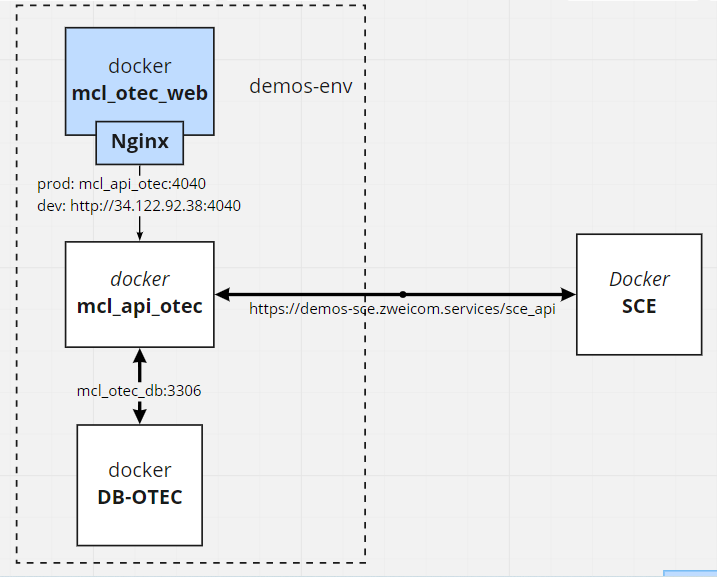 docker
mcl_otec_web
demos-env
Nginx
prod: mcl_api_otec:4040
dev: http://34.122.92.38:4040
docker
mcl_api_otec
https://demos-sce.zweicom.services/sce_api
Docker
SCE
mcl_otec_db:3306
docker
DB-OTEC